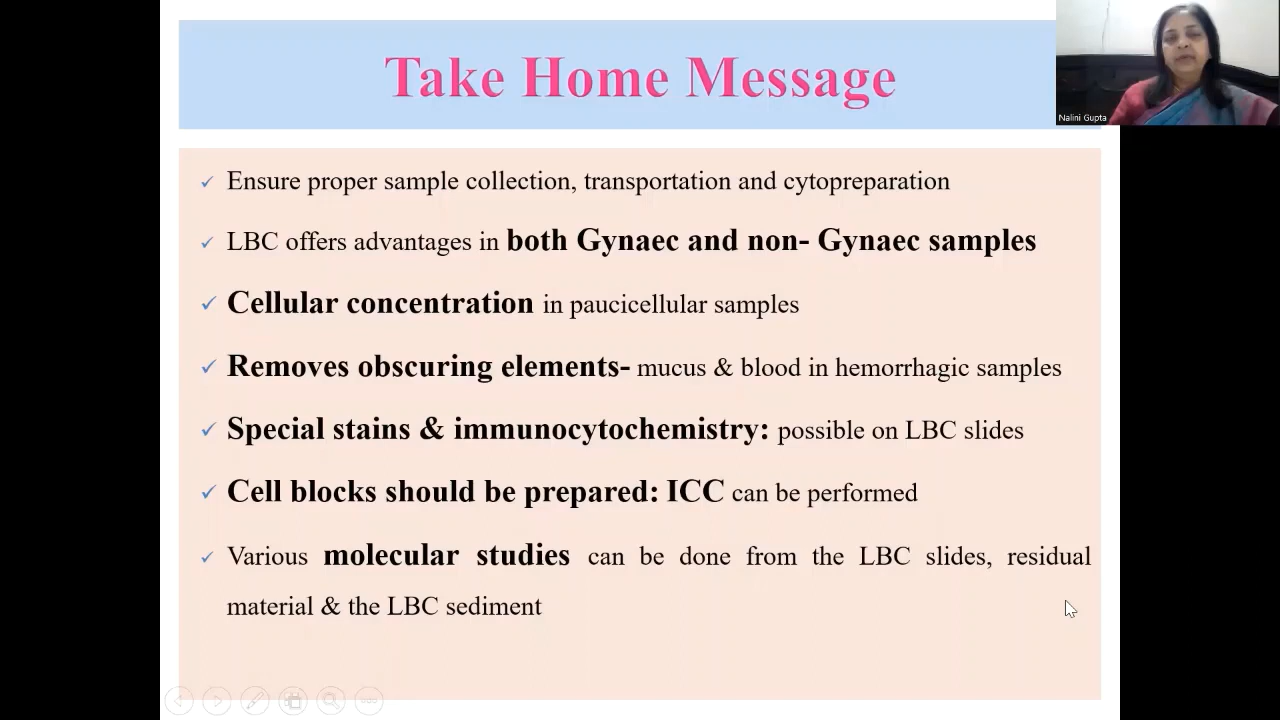 Take Home Message
Nalini Gupta
✓ Ensure proper sample collection, transportation and cytopreparation
✓ LBC offers advantages in both Gynaec and non- Gynaec samples
✓ Cellular concentration in paucicellular samples
✓ Removes obscuring elements- mucus & blood in hemorrhagic samples
✓ Special stains & immunocytochemistry: possible on LBC slides
✓ Cell blocks should be prepared: ICC can be performed
✓ Various molecular studies can be done from the LBC slides, residual
material & the LBC sediment